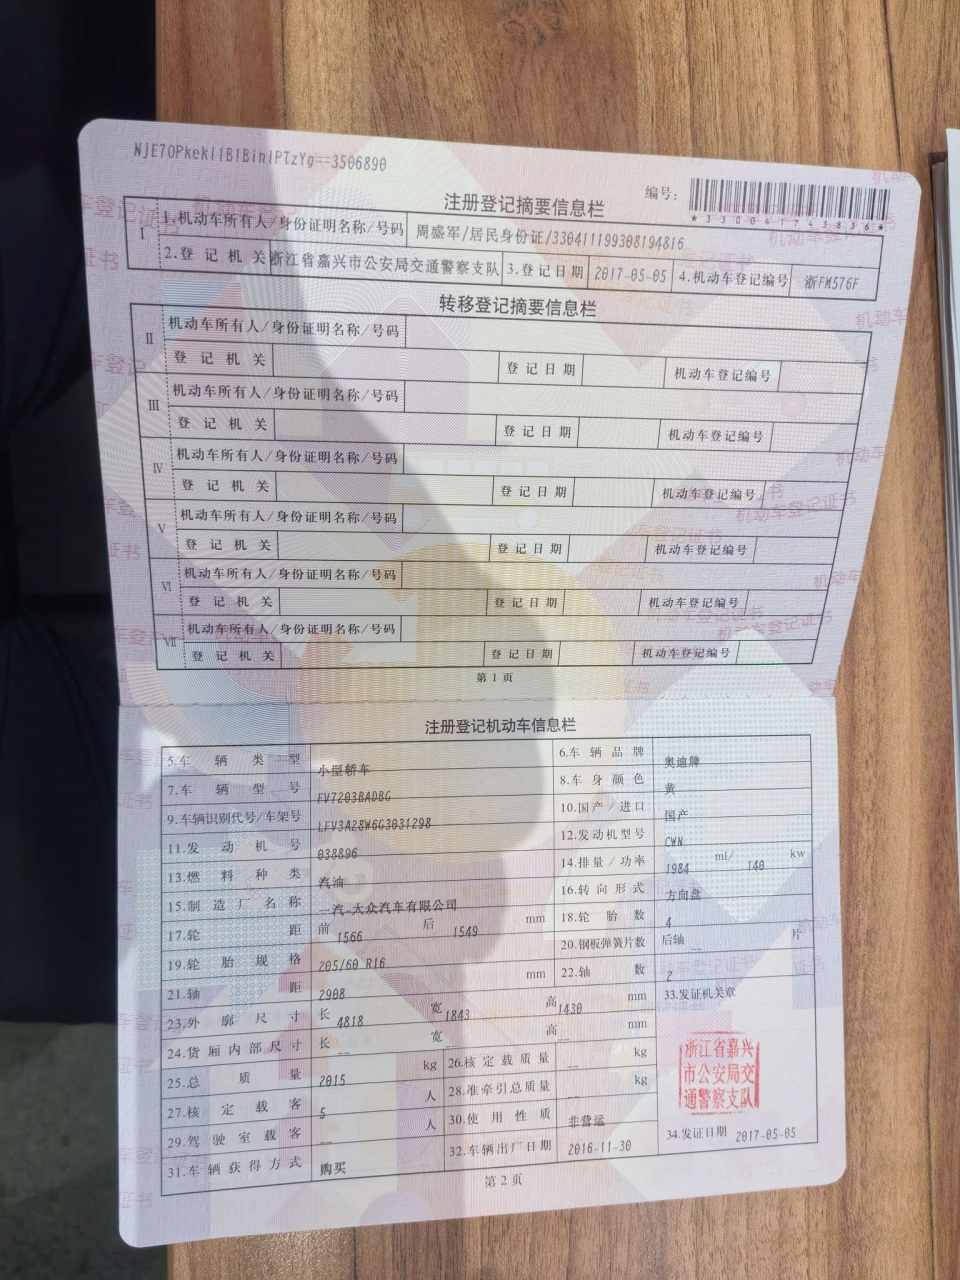 NjE7OPkekIIBIBinIPTzYg==3506890
编号:
*330041743836*
注册登记摘要信息栏
I 1.机动车所有人/身份证明名称/号码 周盛军/居民身份证/330411199308194816
2.登记机关 浙江省嘉兴市公安局交通警察支队 3.登记日期 2017-05-05 4.机动车登记编号 浙FM576F
转移登记摘要信息栏
II 机动车所有人/身份证明名称/号码
登记机关 登记日期 机动车登记编号
III 机动车所有人/身份证明名称/号码
登记机关 登记日期 机动车登记编号
IV 机动车所有人/身份证明名称/号码
登记机关 登记日期 机动车登记编号
V 机动车所有人/身份证明名称/号码
登记机关 登记日期 机动车登记编号
VI 机动车所有人/身份证明名称/号码
登记机关 登记日期 机动车登记编号
VII 机动车所有人/身份证明名称/号码
登记机关 登记日期 机动车登记编号
第1页
注册登记机动车信息栏
5.车辆类型 小型轿车 6.车辆品牌 奥迪牌
7.车辆型号 FV7203BADBG 8.车身颜色 黄
9.车辆识别代号/车架号 LFV3A28W6G3031298 10.国产/进口 国产
11.发动机号 038896 12.发动机型号 CWN
13.燃料种类 汽油 14.排量/功率 1984 ml/ 140 kw
15.制造厂名称 一汽-大众汽车有限公司 16.转向形式 方向盘
17.轮距 前 1566 后 1549 mm 18.轮胎数 4
19.轮胎规格 205/60 R16 20.钢板弹簧片数 后轴 -- 片
21.轴距 2908 mm 22.轴数 2
23.外廓尺寸 长 4818 宽 1843 高 1430 mm 33.发证机关章
24.货厢内部尺寸 长 -- 宽 -- 高 -- mm
25.总质量 2015 kg 26.核定载质量 -- kg
27.核定载客 5 人 28.准牵引总质量 -- kg
29.驾驶室载客 -- 人 30.使用性质 非营运
31.车辆获得方式 购买 32.车辆出厂日期 2016-11-30 34.发证日期 2017-05-05
浙江省嘉兴
市公安局交
通警察支队
第2页